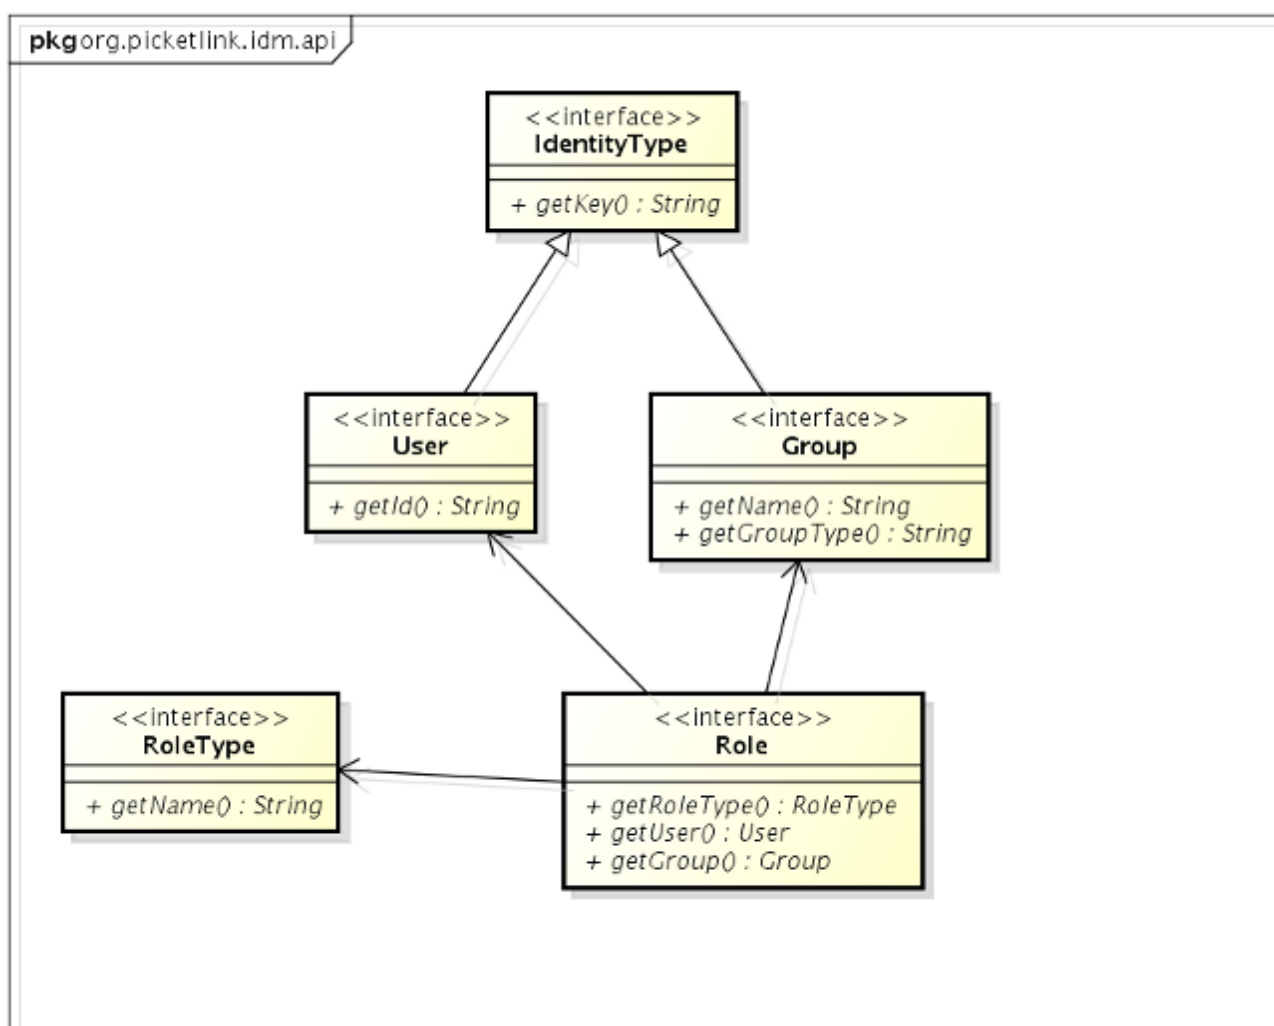 pkg org.picketlink.idm.api
<<interface>>
IdentityType
+ getKey() : String
<<interface>>
User
+ getId() : String
<<interface>>
Group
+ getName() : String
+ getGroupType() : String
<<interface>>
RoleType
+ getName() : String
<<interface>>
Role
+ getRoleType() : RoleType
+ getUser() : User
+ getGroup() : Group